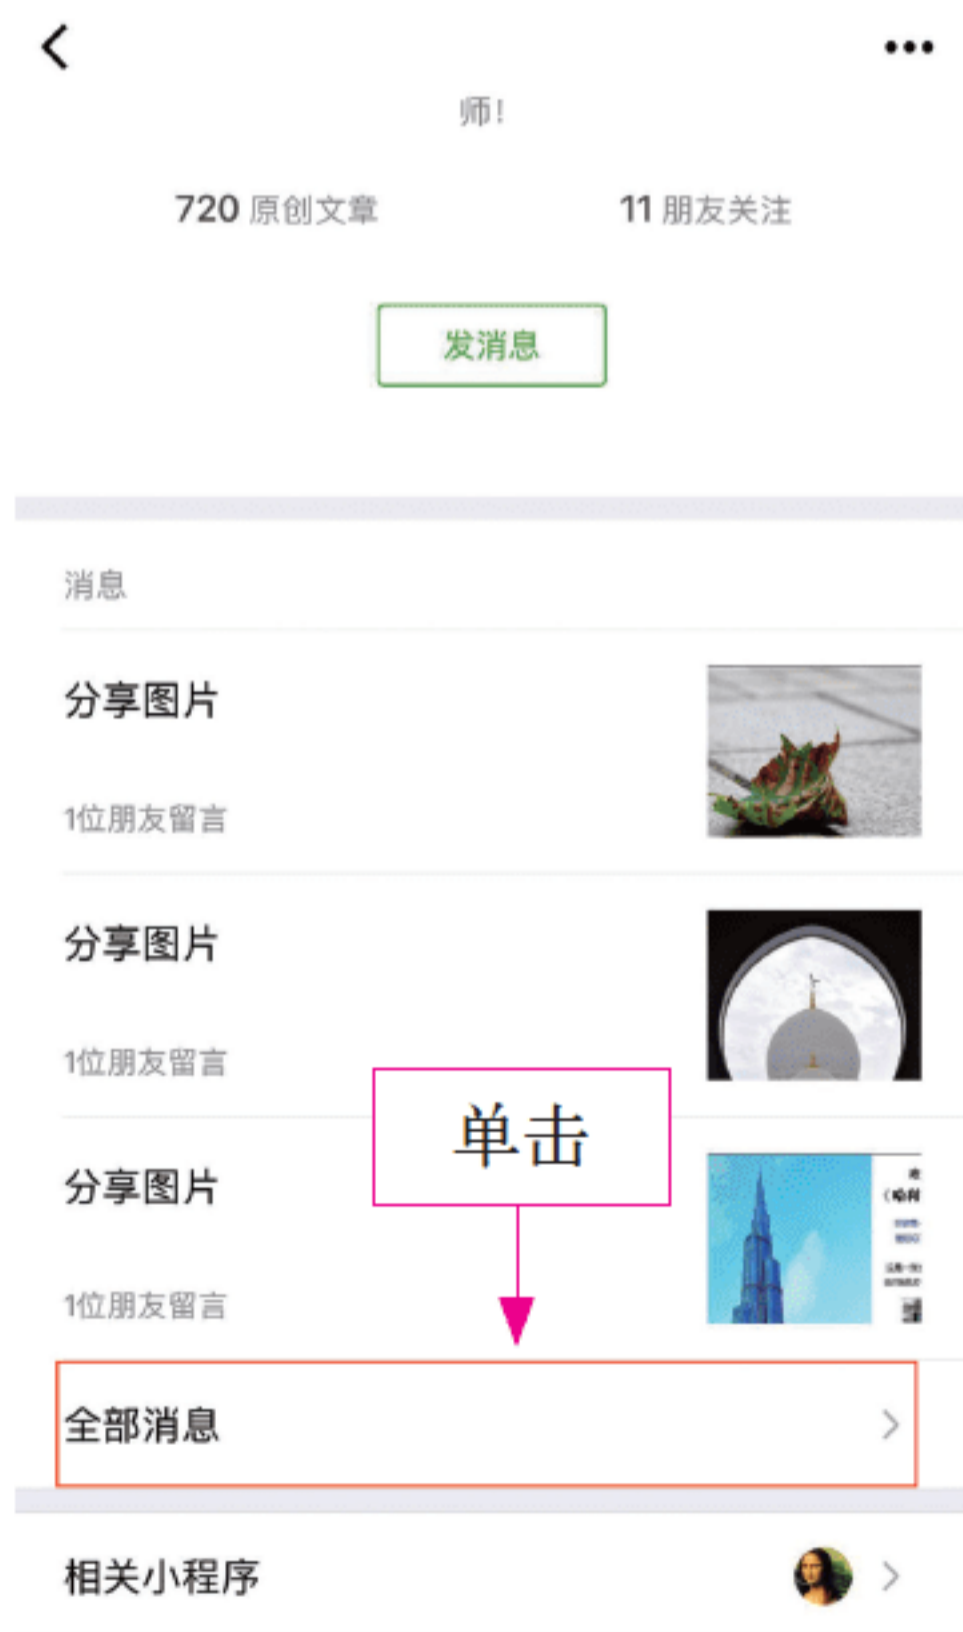 师!
720 原创文章
11 朋友关注
发消息
消息
分享图片
1位朋友留言
分享图片
1位朋友留言
单击
分享图片
1位朋友留言
全部消息
相关小程序